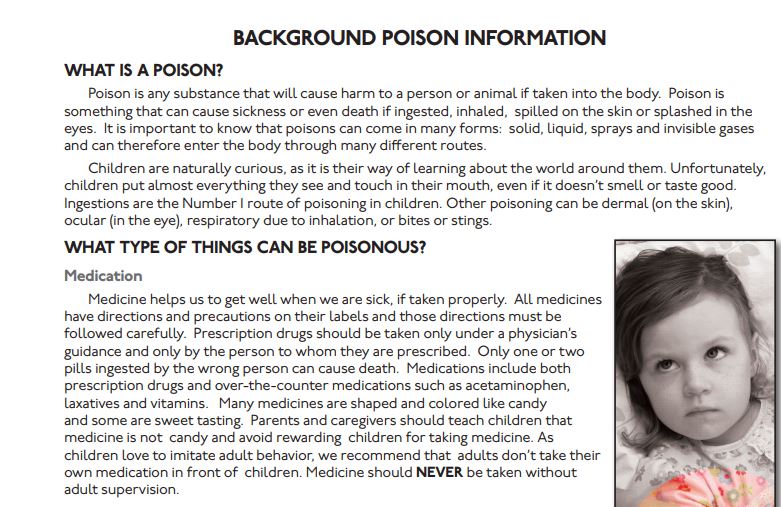 BACKGROUND POISON INFORMATION
WHAT IS A POISON?
Poison is any substance that will cause harm to a person or animal if taken into the body. Poison is
something that can cause sickness or even death if ingested, inhaled, spilled on the skin or splashed in the
eyes. It is important to know that poisons can come in many forms: solid, liquid, sprays and invisible gases
and can therefore enter the body through many different routes.
Children are naturally curious, as it is their way of learning about the world around them. Unfortunately,
children put almost everything they see and touch in their mouth, even if it doesn't smell or taste good.
Ingestions are the Number 1 route of poisoning in children. Other poisoning can be dermal (on the skin),
ocular (in the eye), respiratory due to inhalation, or bites or stings.
WHAT TYPE OF THINGS CAN BE POISONOUS?
Medication
Medicine helps us to get well when we are sick, if taken properly. All medicines
have directions and precautions on their labels and those directions must be
followed carefully. Prescription drugs should be taken only under a physician's
guidance and only by the person to whom they are prescribed. Only one or two
pills ingested by the wrong person can cause death. Medications include both
prescription drugs and over-the-counter medications such as acetaminophen,
laxatives and vitamins. Many medicines are shaped and colored like candy
and some are sweet tasting. Parents and caregivers should teach children that
medicine is not candy and avoid rewarding children for taking medicine. As
children love to imitate adult behavior, we recommend that adults don't take their
own medication in front of children. Medicine should NEVER be taken without
adult supervision.